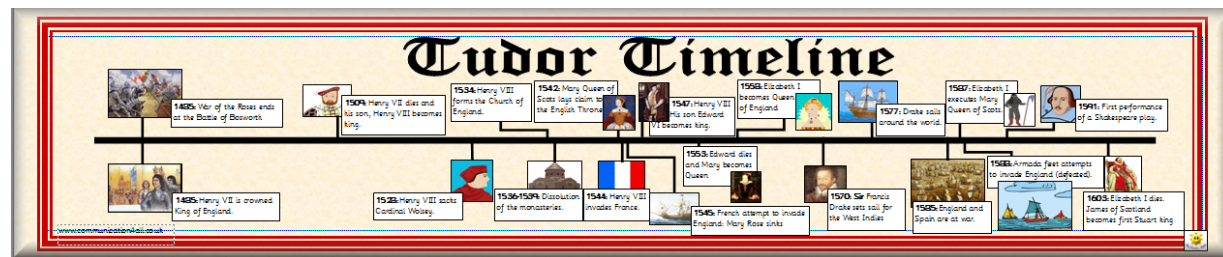 Tudor Timeline
1485: War of the Roses ends
at the Battle of Bosworth
1509: Henry VII dies and
his son, Henry VII becomes
king.
1534: Henry VIII
forms the Church of
England.
1542: Mary Queen of
Scots lays claim to
the English Throne
1547: Henry VIII
His son Edward
VI becomes king.
1558: Elizabeth I
becomes Queen
of England
1577: Drake sails
around the world.
1587: Elizabeth I
executes Mary
Queen of Scots.
1591: First performance
of a Shakespeare play.
1485: Henry VII is crowned
King of England.
1528: Henry VIII sacks
Cardinal Wolsey.
1536-1539: Dissolution
of the monasteries.
1544: Henry VIII
invades France.
1545: French attempt to invade
England: Mary Rose sinks
1553: Edward dies
and Mary becomes
Queen
1570: Sir Francis
Drake sets sail for
the West Indies
1585: England and
Spain are at war.
1588: Armada fleet attempts
to invade England (defeated).
1603: Elizabeth I dies.
James of Scotland
becomes first Stuart king
www.communication4all.co.uk